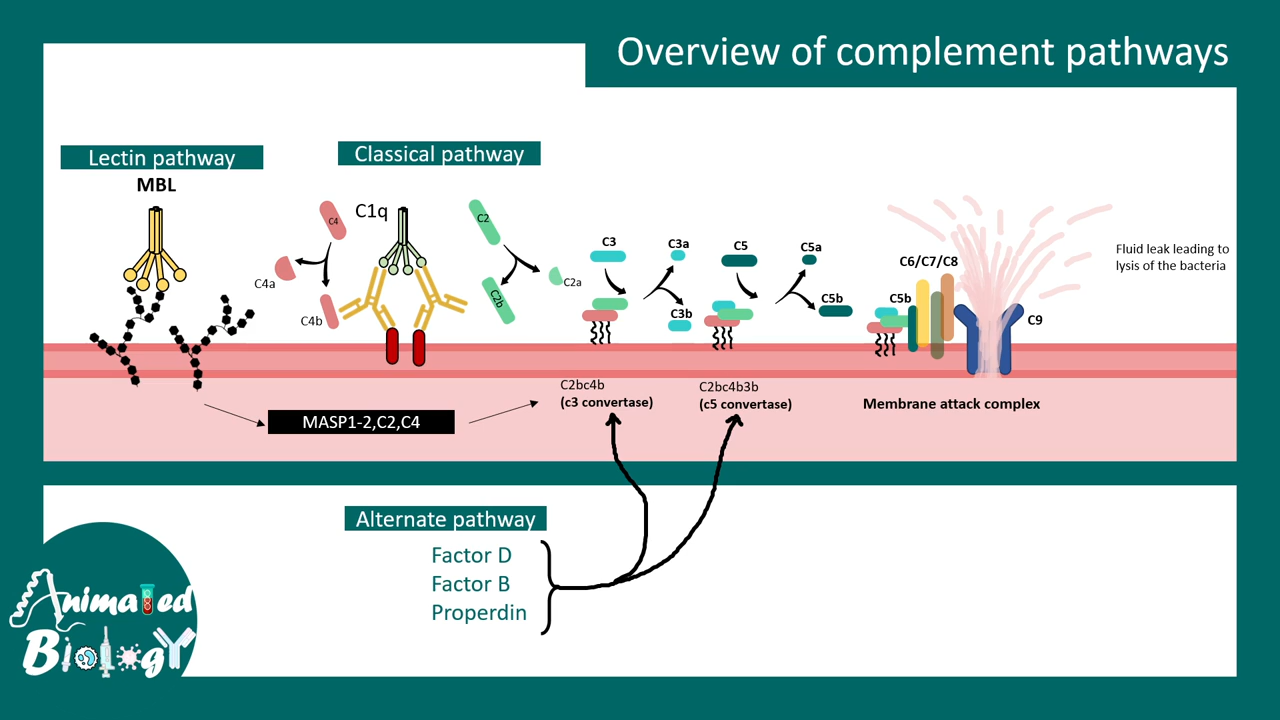 Overview of complement pathways
Lectin pathway
MBL
Classical pathway
C4
C1q
C4a
C4b
C2
C2a
C2b
C3
C3a
C3b
C5
C5a
C5b
C5b
C6/C7/C8
C9
Fluid leak leading to
lysis of the bacteria
MASP1-2,C2,C4
C2bc4b
(c3 convertase)
C2bc4b3b
(c5 convertase)
Membrane attack complex
Alternate pathway
Factor D
Factor B
Properdin
Animated
Biology